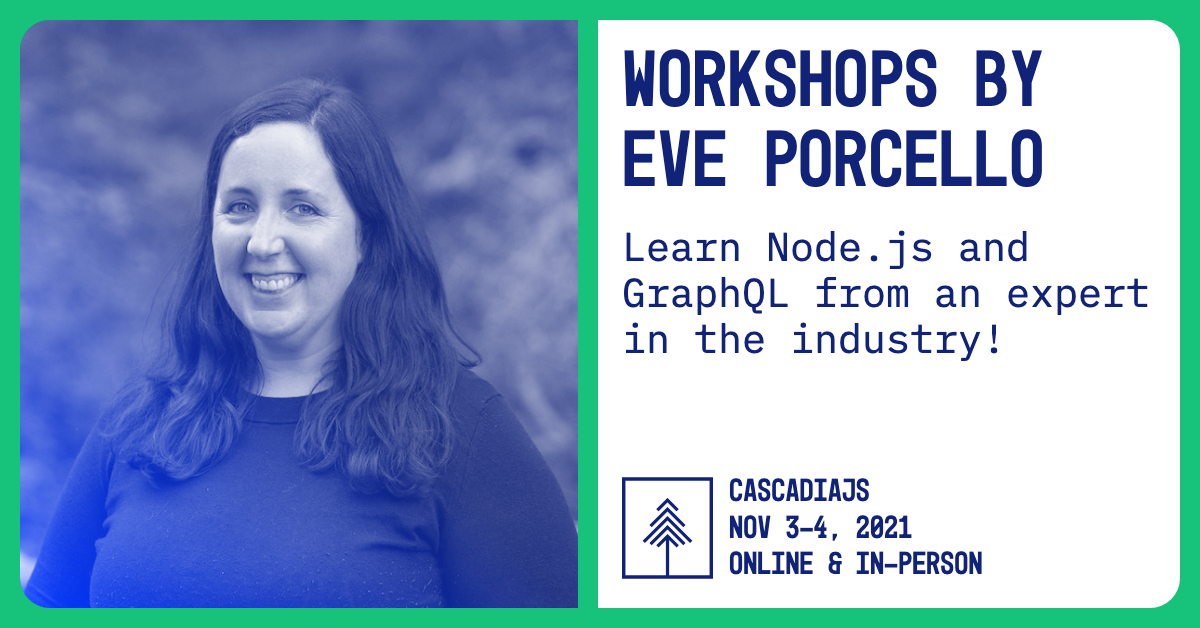 WORKSHOPS BY
EVE PORCELLO
Learn Node.js and
GraphQL from an expert
in the industry!
CASCADIAJS
NOV 3-4, 2021
ONLINE & IN-PERSON